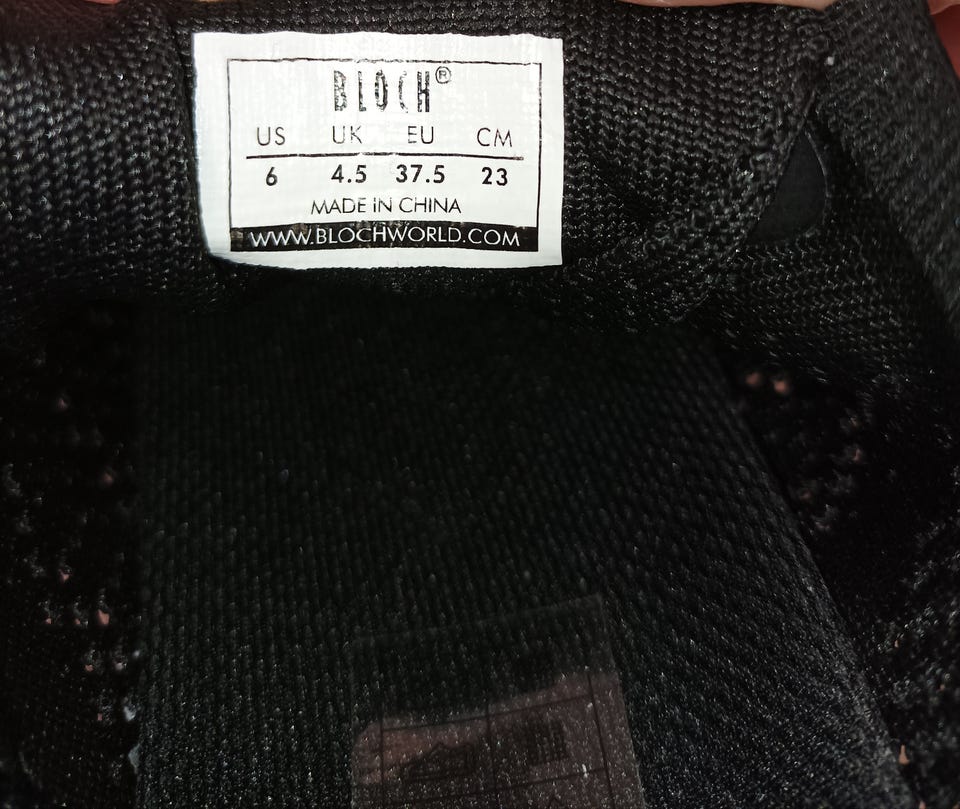 BLOCH®
US UK EU CM
6 4.5 37.5 23
MADE IN CHINA
WWW.BLOCHWORLD.COM